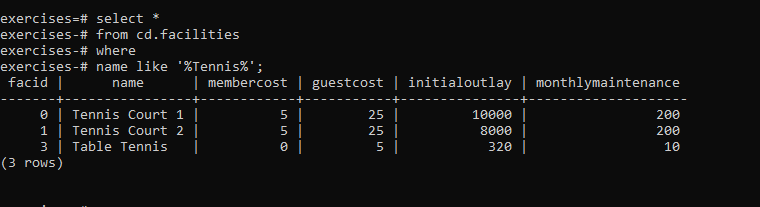 exercises=# select *
exercises-# from cd.facilities
exercises-# where
exercises-# name like '%Tennis%';
 facid |      name      | membercost | guestcost | initialoutlay | monthlymaintenance
-------+----------------+------------+-----------+---------------+--------------------
     0 | Tennis Court 1 |          5 |        25 |         10000 |                200
     1 | Tennis Court 2 |          5 |        25 |          8000 |                200
     3 | Table Tennis   |          0 |         5 |           320 |                 10
(3 rows)